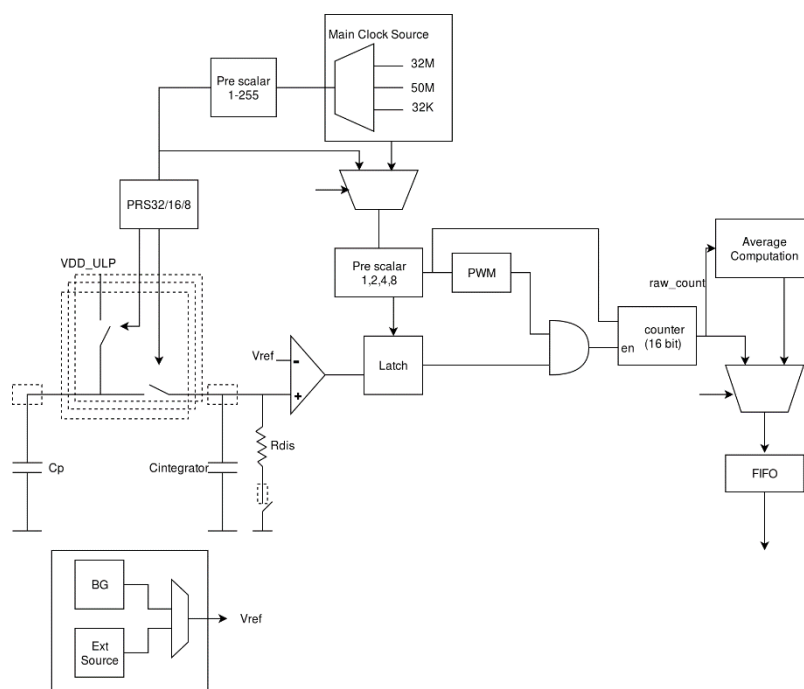 Main Clock Source
32M
50M
32K
Pre scalar
1-255
PRS32/16/8
VDD_ULP
Pre scalar
1,2,4,8
PWM
Average
Computation
raw_count
counter
(16 bit)
en
Vref
-
+
Latch
Rdis
Cp
Cintegrator
FIFO
BG
Ext
Source
Vref